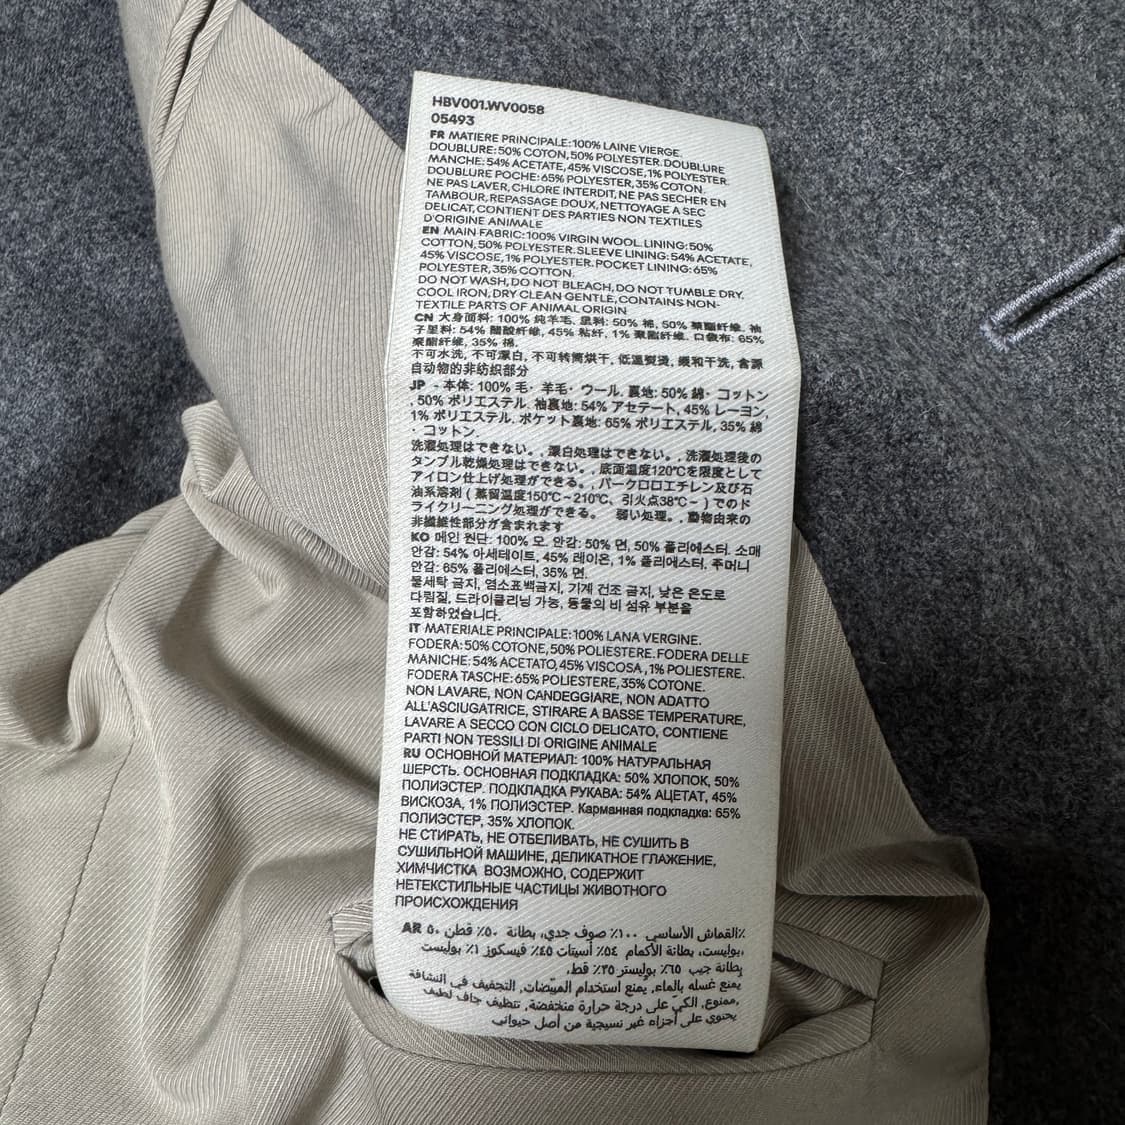 HBV001.WV0058
05493
FR MATIERE PRINCIPALE:100% LAINE VIERGE.
DOUBLURE:50% COTON,50% POLYESTER.DOUBLURE
MANCHE:54% ACETATE,45% VISCOSE,1% POLYESTER.
DOUBLURE POCHE:65% POLYESTER,35% COTON.
NE PAS LAVER,CHLORE INTERDIT,NE PAS SECHER EN
TAMBOUR,REPASSAGE DOUX,NETTOYAGE A SEC
DELICAT,CONTIENT DES PARTIES NON TEXTILES
D'ORIGINE ANIMALE
EN MAIN FABRIC:100% VIRGIN WOOL.LINING:50%
COTTON,50% POLYESTER.SLEEVE LINING:54% ACETATE,
45% VISCOSE,1% POLYESTER.POCKET LINING:65%
POLYESTER,35% COTTON.
DO NOT WASH,DO NOT BLEACH,DO NOT TUMBLE DRY,
COOL IRON,DRY CLEAN GENTLE,CONTAINS NON-
TEXTILE PARTS OF ANIMAL ORIGIN
CN 大身面料: 100% 纯羊毛. 里料: 50% 棉, 50% 聚酯纤维. 袖
子里料: 54% 醋酸纤维, 45% 粘纤, 1% 聚酯纤维. 口袋布: 65%
聚酯纤维, 35% 棉.
不可水洗, 不可漂白, 不可转筒烘干, 低温熨烫, 缓和干洗, 含源
自动物的非纺织部分
JP - 本体: 100% 毛・羊毛・ウール. 裏地: 50% 綿・コットン
, 50% ポリエステル. 袖裏地: 54% アセテート, 45% レーヨン,
1% ポリエステル. ポケット裏地: 65% ポリエステル, 35% 綿
・コットン.
洗濯処理はできない。, 漂白処理はできない。, 洗濯処理後の
タンブル乾燥処理はできない。, 底面温度120℃を限度として
アイロン仕上げ処理ができる。, パークロロエチレン及び石
油系溶剤 ( 蒸留温度150℃~210℃、引火点38℃~ ) でのド
ライクリーニング処理ができる。 弱い処理。, 動物由来の
非繊維性部分が含まれます
KO 메인 원단: 100% 모. 안감: 50% 면, 50% 폴리에스터. 소매
안감: 54% 아세테이트, 45% 레이온, 1% 폴리에스터. 주머니
안감: 65% 폴리에스터, 35% 면.
물세탁 금지, 염소표백금지, 기계 건조 금지, 낮은 온도로
다림질, 드라이클리닝 가능, 동물의 비 섬유 부분을
포함하였습니다.
IT MATERIALE PRINCIPALE:100% LANA VERGINE.
FODERA:50% COTONE,50% POLIESTERE.FODERA DELLE
MANICHE:54% ACETATO,45% VISCOSA,1% POLIESTERE.
FODERA TASCHE:65% POLIESTERE,35% COTONE.
NON LAVARE, NON CANDEGGIARE, NON ADATTO
ALL'ASCIUGATRICE, STIRARE A BASSE TEMPERATURE,
LAVARE A SECCO CON CICLO DELICATO, CONTIENE
PARTI NON TESSILI DI ORIGINE ANIMALE
RU ОСНОВНОЙ МАТЕРИАЛ: 100% НАТУРАЛЬНАЯ
ШЕРСТЬ. ОСНОВНАЯ ПОДКЛАДКА: 50% ХЛОПОК, 50%
ПОЛИЭСТЕР. ПОДКЛАДКА РУКАВА: 54% АЦЕТАТ, 45%
ВИСКОЗА, 1% ПОЛИЭСТЕР. Карманная подкладка: 65%
ПОЛИЭСТЕР, 35% ХЛОПОК.
НЕ СТИРАТЬ, НЕ ОТБЕЛИВАТЬ, НЕ СУШИТЬ В
СУШИЛЬНОЙ МАШИНЕ, ДЕЛИКАТНОЕ ГЛАЖЕНИЕ,
ХИМЧИСТКА ВОЗМОЖНО, СОДЕРЖИТ
НЕТЕКСТИЛЬНЫЕ ЧАСТИЦЫ ЖИВОТНОГО
ПРОИСХОЖДЕНИЯ
AR القماش الأساسي ١٠٠٪ صوف جدي، بطانة ٥٠٪ قطن ٥٠٪
بوليست، بطانة الأكمام ٥٤٪ أسيتات ٤٥٪ فيسكوز ١٪ بوليست،
بطانة جيب ٦٥٪ بوليستر ٣٥٪ قط،
يمنع غسله بالماء، يمنع استخدام المبيضات، التجفيف في النشافة
ممنوع، الكيّ على درجة حرارة منخفضة، تنظيف جاف لطيف،
يحتوي على أجزاء غير نسيجية من أصل حيواني